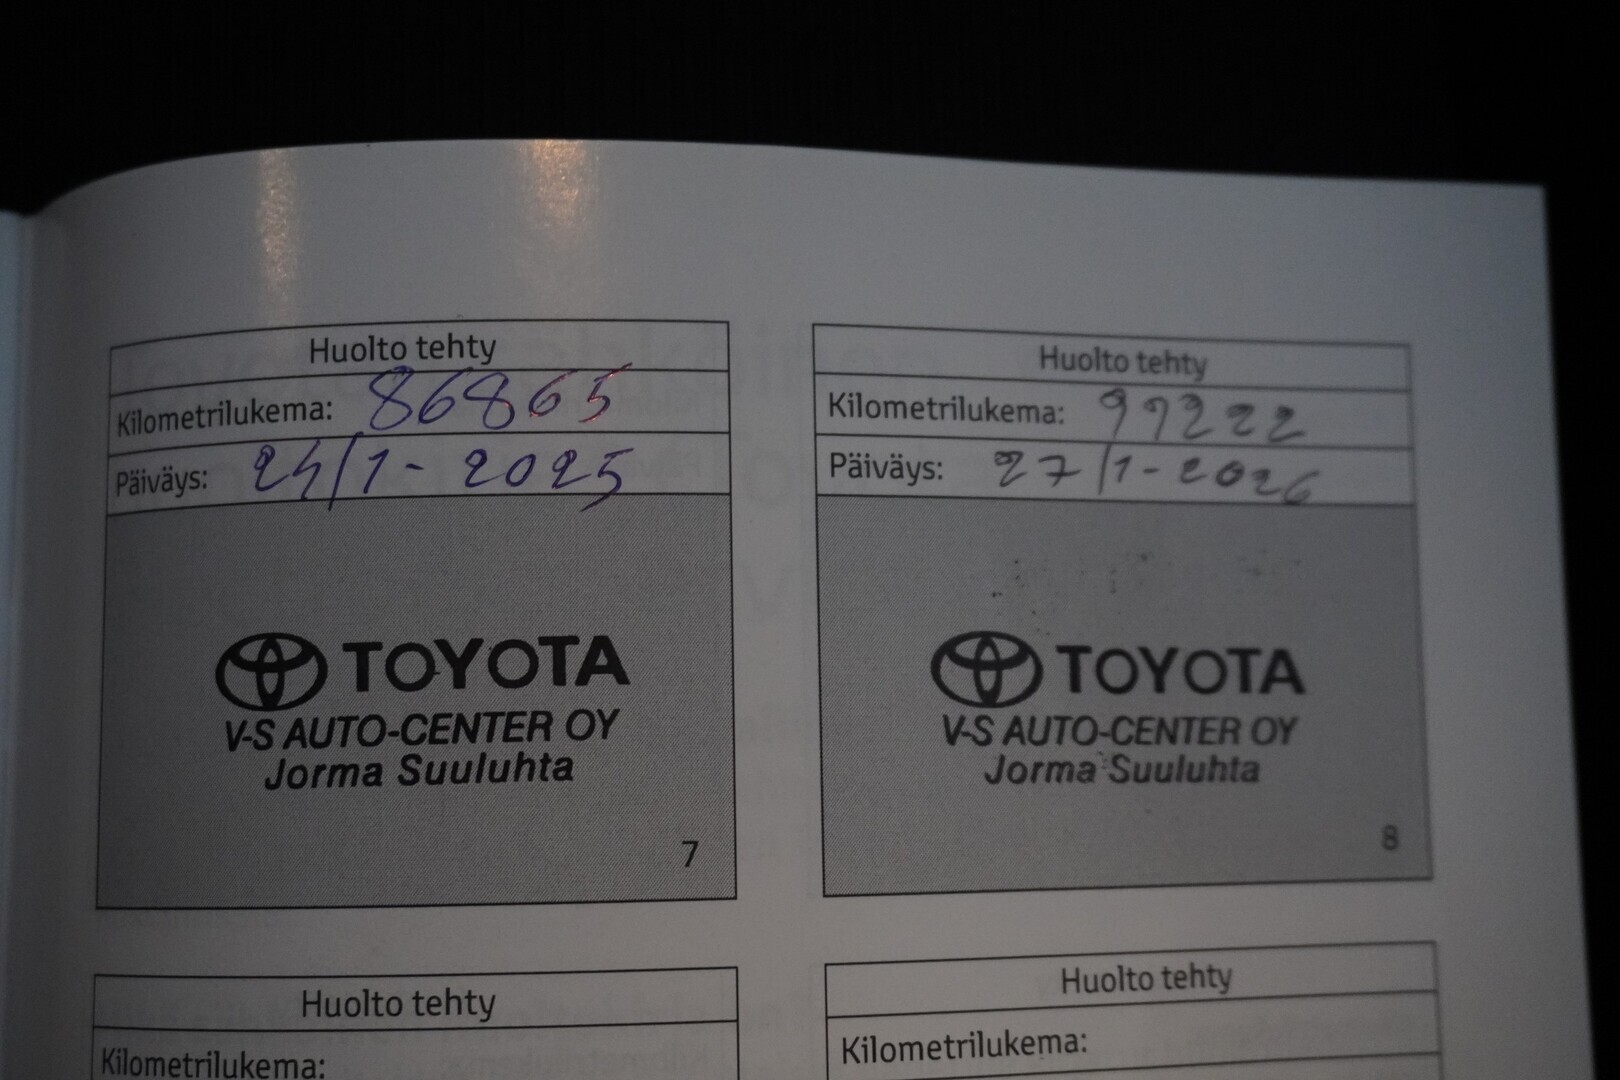 Huolto tehty
Kilometrilukema: 86865
Päiväys: 24/1-2025
TOYOTA
V-S AUTO-CENTER OY
Jorma Suuluhta
7
Huolto tehty
Kilometrilukema: 99222
Päiväys: 27/1-2026
TOYOTA
V-S AUTO-CENTER OY
Jorma Suuluhta
8
Huolto tehty
Kilometrilukema:
Huolto tehty
Kilometrilukema: